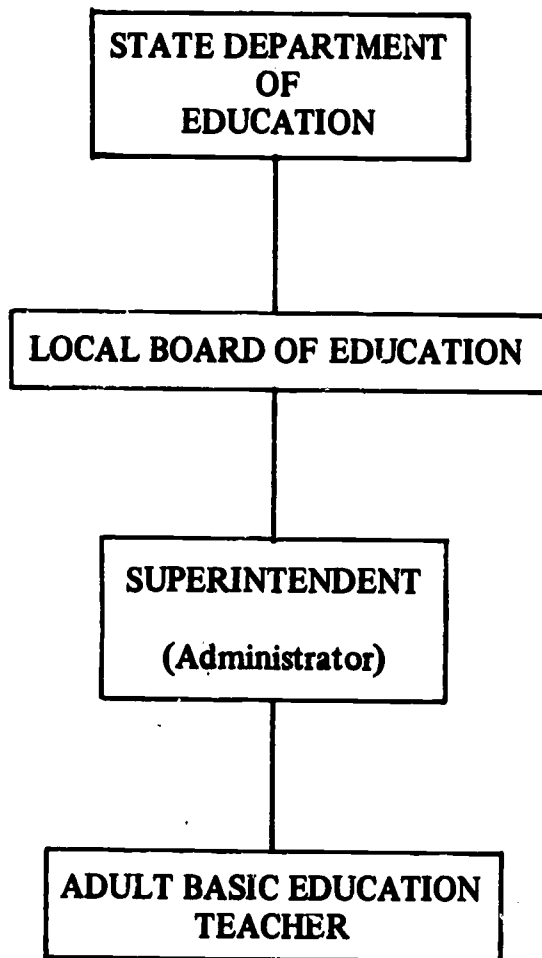 STATE DEPARTMENT
OF
EDUCATION
LOCAL BOARD OF EDUCATION
SUPERINTENDENT
(Administrator)
ADULT BASIC EDUCATION
TEACHER